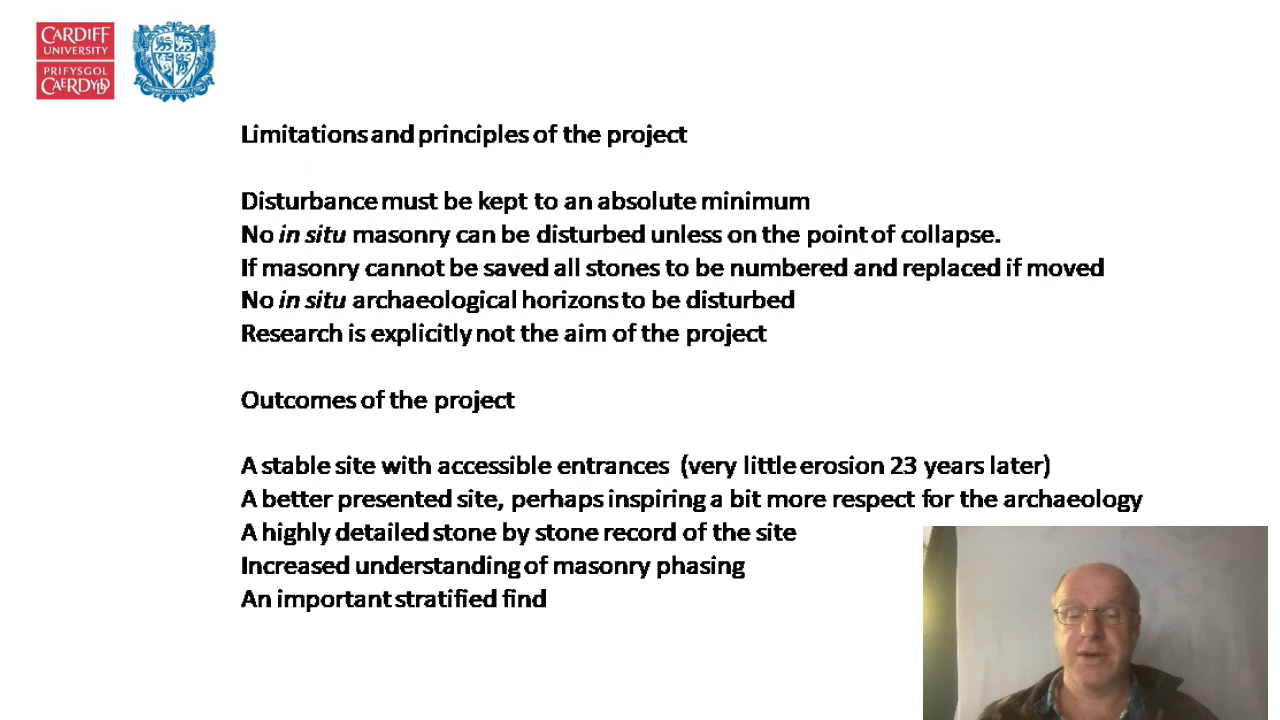 CARDIFF
UNIVERSITY
PRIFYSGOL
CAERDYDD
Limitations and principles of the project
Disturbance must be kept to an absolute minimum
No in situ masonry can be disturbed unless on the point of collapse.
If masonry cannot be saved all stones to be numbered and replaced if moved
No in situ archaeological horizons to be disturbed
Research is explicitly not the aim of the project
Outcomes of the project
A stable site with accessible entrances (very little erosion 23 years later)
A better presented site, perhaps inspiring a bit more respect for the archaeology
A highly detailed stone by stone record of the site
Increased understanding of masonry phasing
An important stratified find